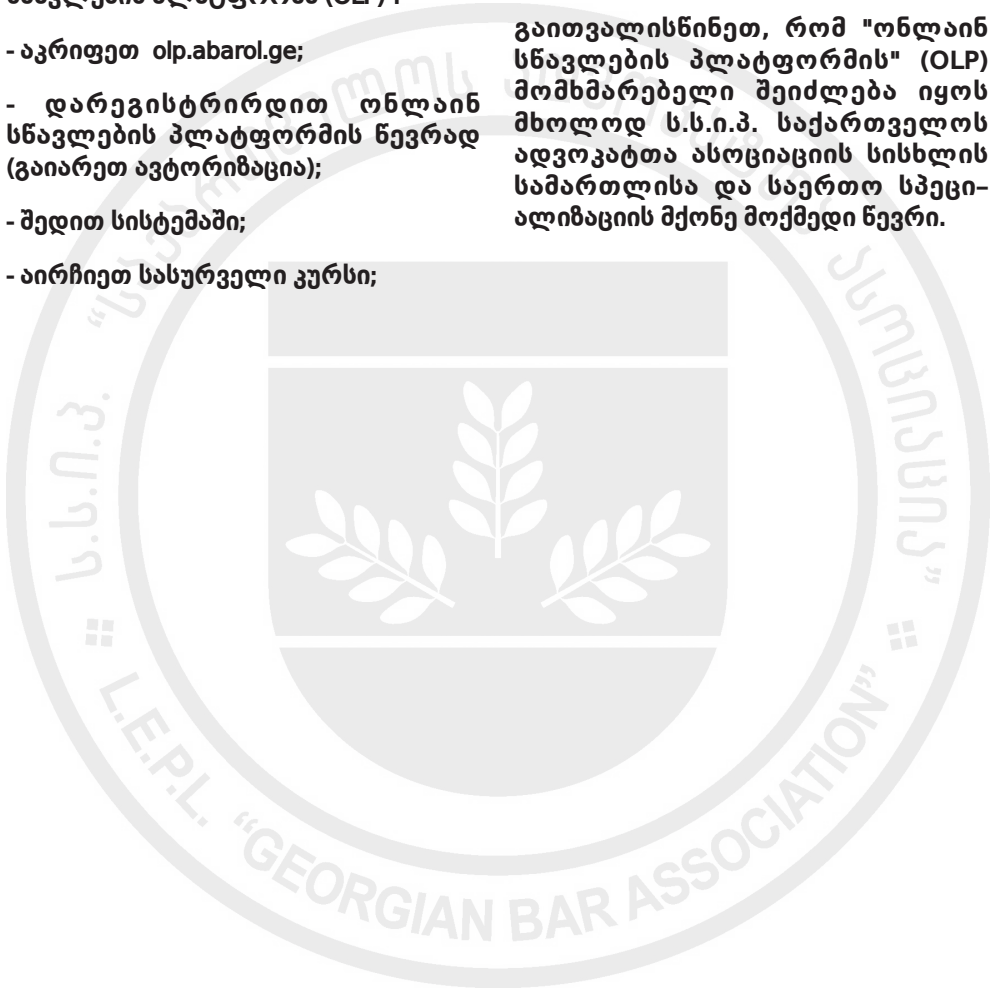 - აკრიფეთ olp.abarol.ge;
- დარეგისტრირდით ონლაინ
სწავლების პლატფორმის წევრად
(გაიარეთ ავტორიზაცია);
- შედით სისტემაში;
- აირჩიეთ სასურველი კურსი;
გაითვალისწინეთ, რომ "ონლაინ
სწავლების პლატფორმის" (OLP)
მომხმარებელი შეიძლება იყოს
მხოლოდ ს.ს.ი.პ. საქართველოს
ადვოკატთა ასოციაციის სისხლის
სამართლისა და საერთო სპეცი–
ალიზაციის მქონე მოქმედი წევრი.
ს.ს.ი.პ.
ასოციაცია”
L.E.P.L. “GEORGIAN BAR ASSOCIATION”